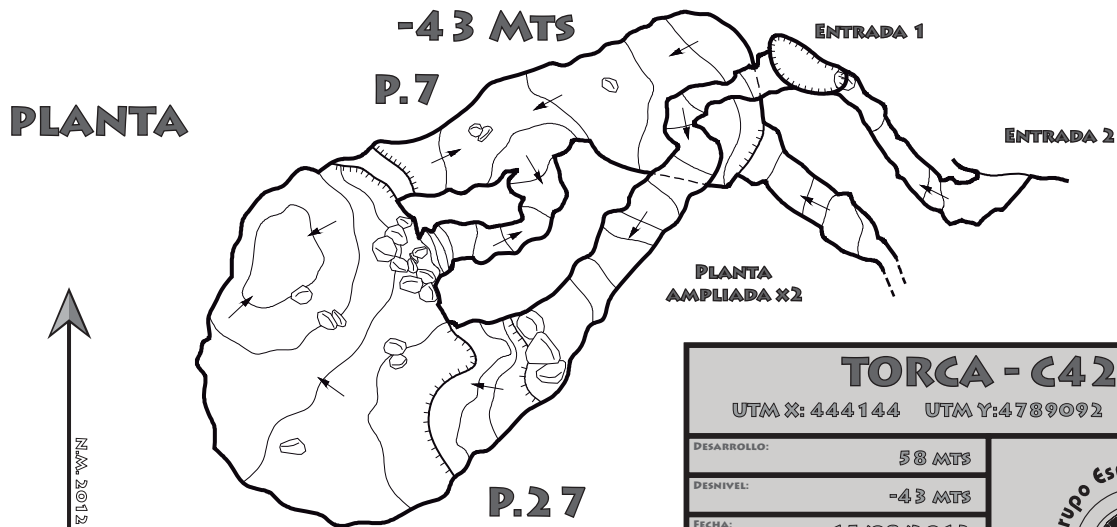 -43 MTS
ENTRADA 1
P.7
PLANTA
ENTRADA 2
PLANTA
AMPLIADA X2
TORCA - C42
UTM X: 444144 UTM Y:4789092
DESARROLLO:
58 MTS
DESNIVEL:
-43 MTS
FECHA:
N.M. 2012
P.27